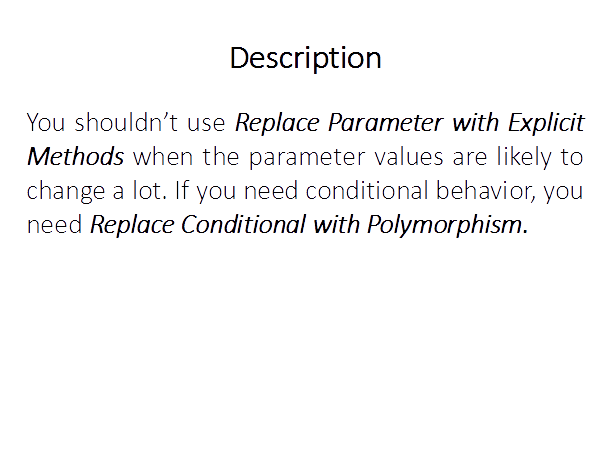 Description
You shouldn’t use Replace Parameter with Explicit
Methods when the parameter values are likely to
change a lot. If you need conditional behavior, you
need Replace Conditional with Polymorphism.